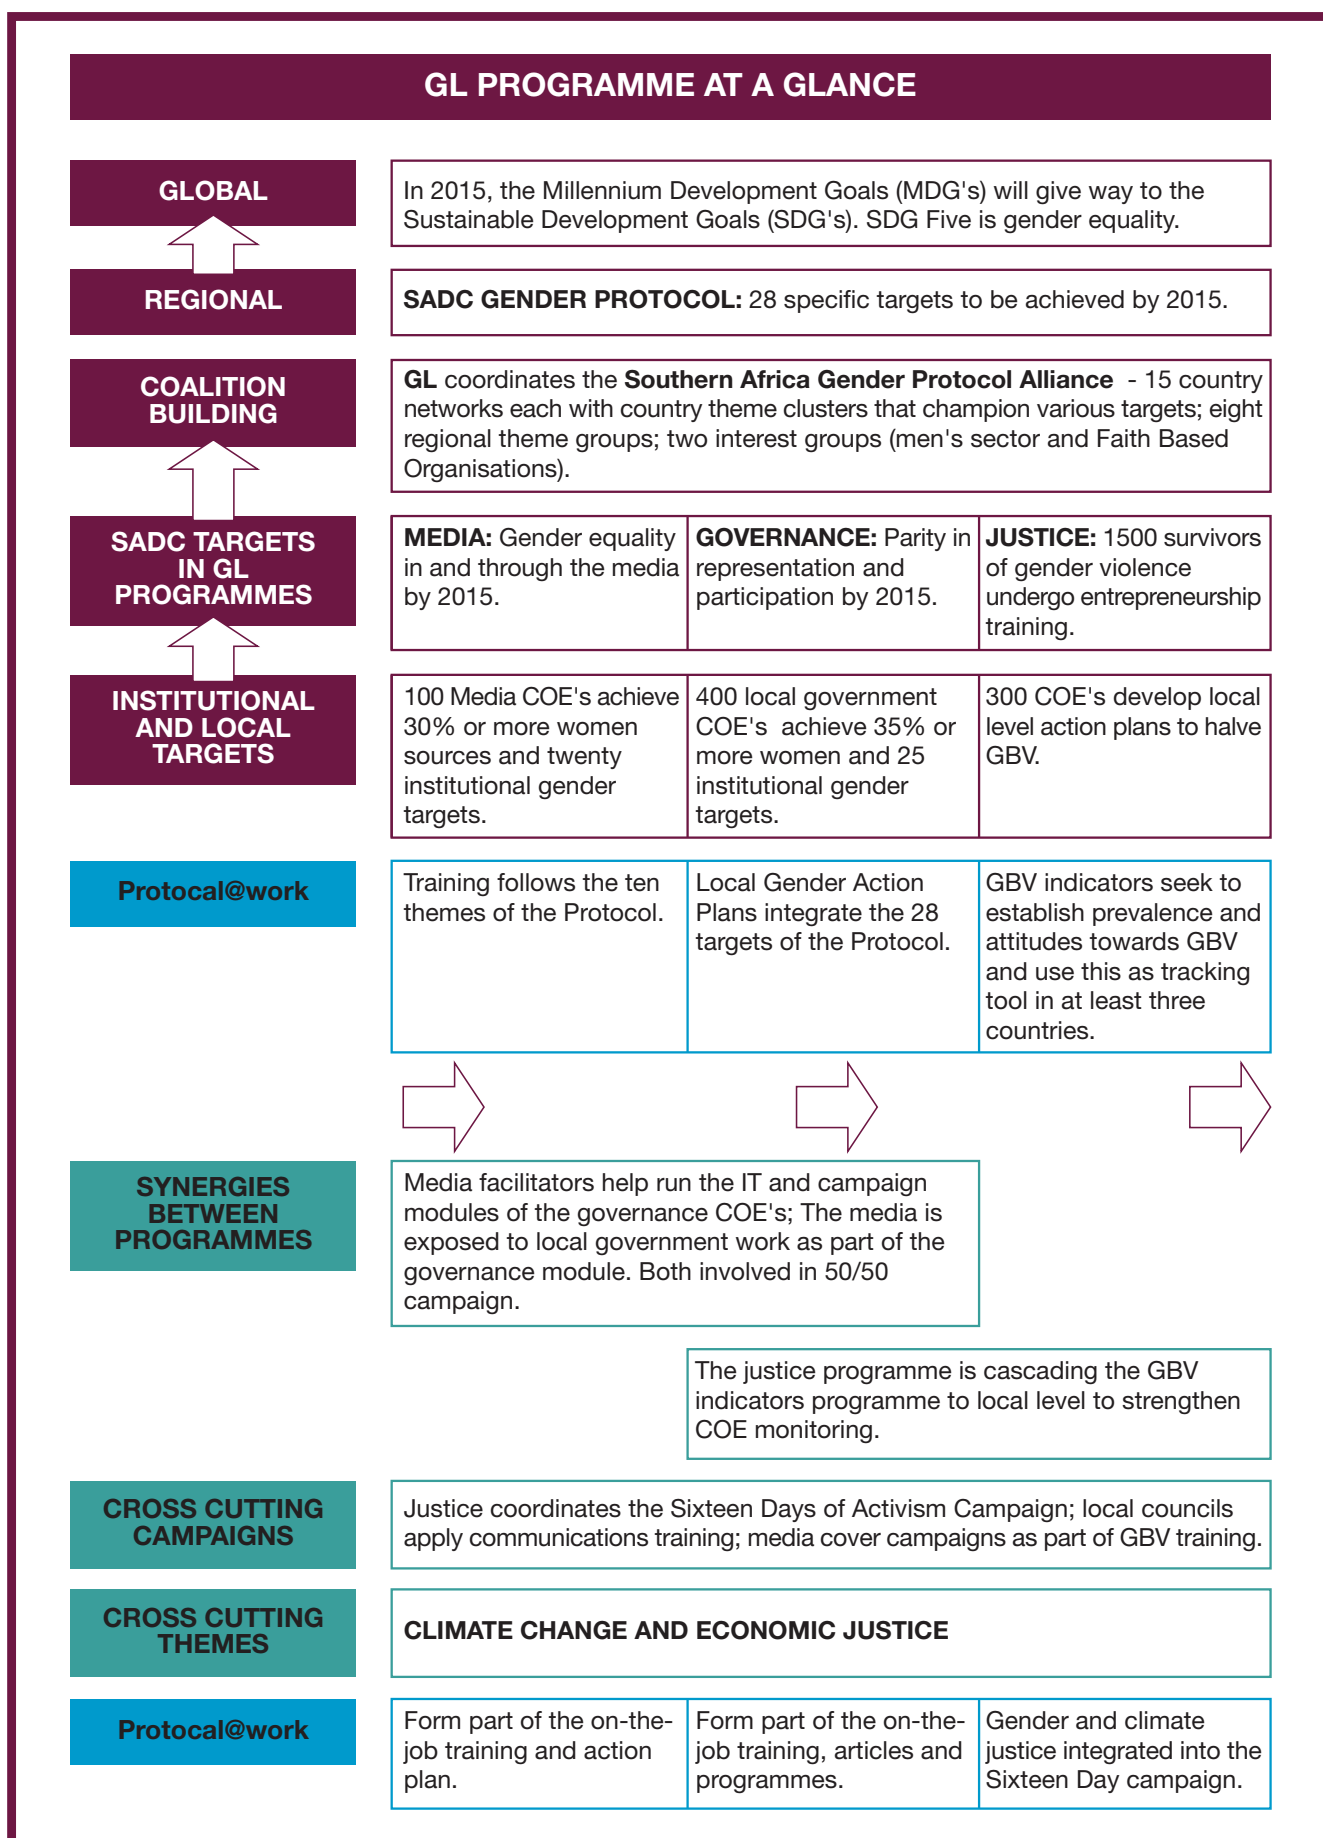 GL PROGRAMME AT A GLANCE
GLOBAL
In 2015, the Millennium Development Goals (MDG's) will give way to the
Sustainable Development Goals (SDG's). SDG Five is gender equality.
REGIONAL
SADC GENDER PROTOCOL: 28 specific targets to be achieved by 2015.
COALITION
BUILDING
GL coordinates the Southern Africa Gender Protocol Alliance - 15 country
networks each with country theme clusters that champion various targets; eight
regional theme groups; two interest groups (men's sector and Faith Based
Organisations).
SADC TARGETS
IN GL
PROGRAMMES
MEDIA: Gender equality
in and through the media
by 2015.
GOVERNANCE: Parity in
representation and
participation by 2015.
JUSTICE: 1500 survivors
of gender violence
undergo entrepreneurship
training.
INSTITUTIONAL
AND LOCAL
TARGETS
100 Media COE's achieve
30% or more women
sources and twenty
institutional gender
targets.
400 local government
COE's achieve 35% or
more women and 25
institutional gender
targets.
300 COE's develop local
level action plans to halve
GBV.
Protocal@work
Training follows the ten
themes of the Protocol.
Local Gender Action
Plans integrate the 28
targets of the Protocol.
GBV indicators seek to
establish prevalence and
attitudes towards GBV
and use this as tracking
tool in at least three
countries.
SYNERGIES
BETWEEN
PROGRAMMES
Media facilitators help run the IT and campaign
modules of the governance COE's; The media is
exposed to local government work as part of the
governance module. Both involved in 50/50
campaign.
The justice programme is cascading the GBV
indicators programme to local level to strengthen
COE monitoring.
CROSS CUTTING
CAMPAIGNS
Justice coordinates the Sixteen Days of Activism Campaign; local councils
apply communications training; media cover campaigns as part of GBV training.
CROSS CUTTING
THEMES
CLIMATE CHANGE AND ECONOMIC JUSTICE
Protocal@work
Form part of the on-the-
job training and action
plan.
Form part of the on-the-
job training, articles and
programmes.
Gender and climate
justice integrated into the
Sixteen Day campaign.